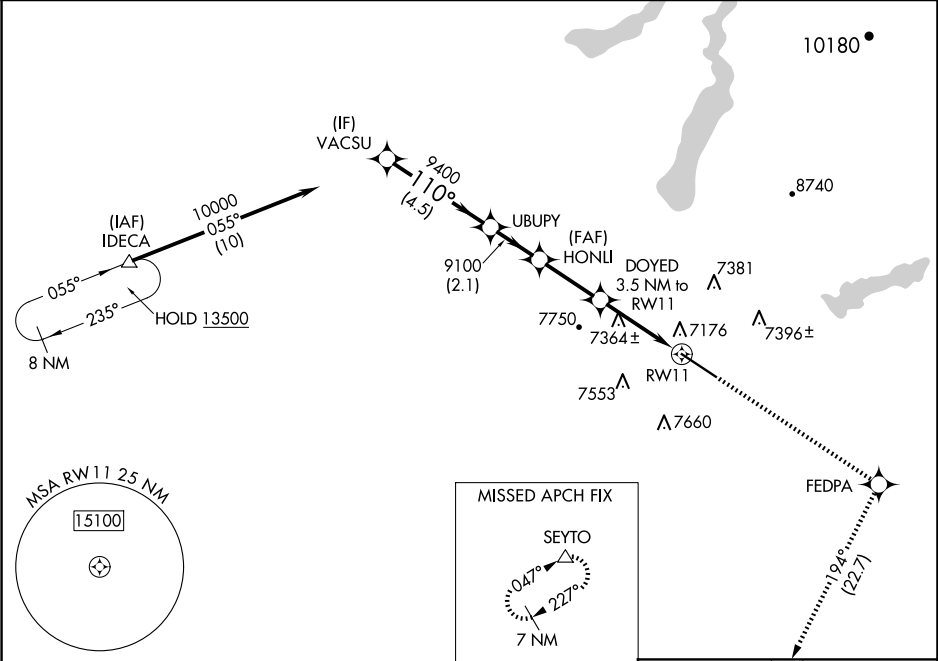 10180
(IF)
VACSU
9400
110°
(4.5)
8740
10000
055°
(10)
(IAF)
IDECA
UBUPY
(FAF)
HONLI
9100
(2.1)
DOYED
3.5 NM to
RW11
7381
055°
235°
HOLD 13500
8 NM
7750
7364±
7176
7396±
RW11
7553
7660
MSA RW11 25 NM
15100
MISSED APCH FIX
SEYTO
047°
227°
7 NM
FEDPA
194°
(22.7)